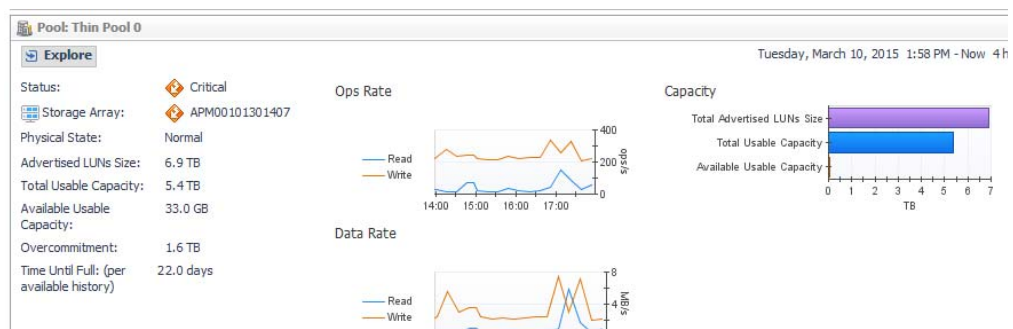 Pool: Thin Pool 0
Explore
Tuesday, March 10, 2015 1:58 PM - Now 4 h
Status: Critical
Storage Array: APM00101301407
Physical State: Normal
Advertised LUNs Size: 6.9 TB
Total Usable Capacity: 5.4 TB
Available Usable 33.0 GB
Capacity:
Overcommitment: 1.6 TB
Time Until Full: (per 22.0 days
available history)
Ops Rate
Read
Write
400
200
0
ops/s
14:00 15:00 16:00 17:00
Data Rate
Read
Write
8
4
MB/s
Capacity
Total Advertised LUNs Size
Total Usable Capacity
Available Usable Capacity
0 1 2 3 4 5 6 7
TB